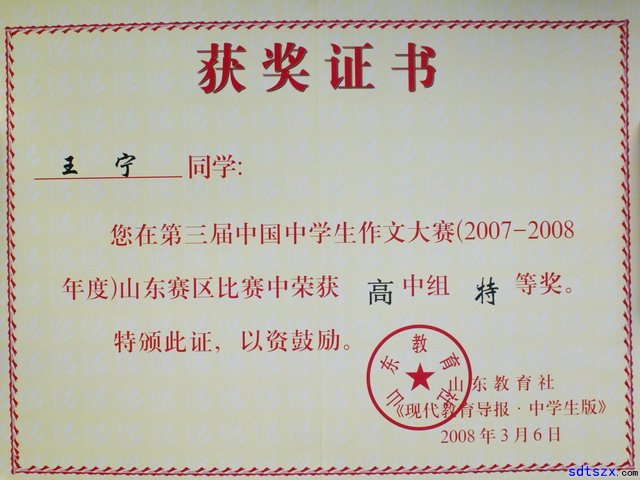 获奖证书
王宁 同学:
您在第三届中国中学生作文大赛(2007-2008
年度)山东赛区比赛中荣获 高 中组 特 等奖。
特颁此证，以资鼓励。
山东教育社
山东教育社
《现代教育导报·中学生版》
2008年3月6日
sdtszx.com